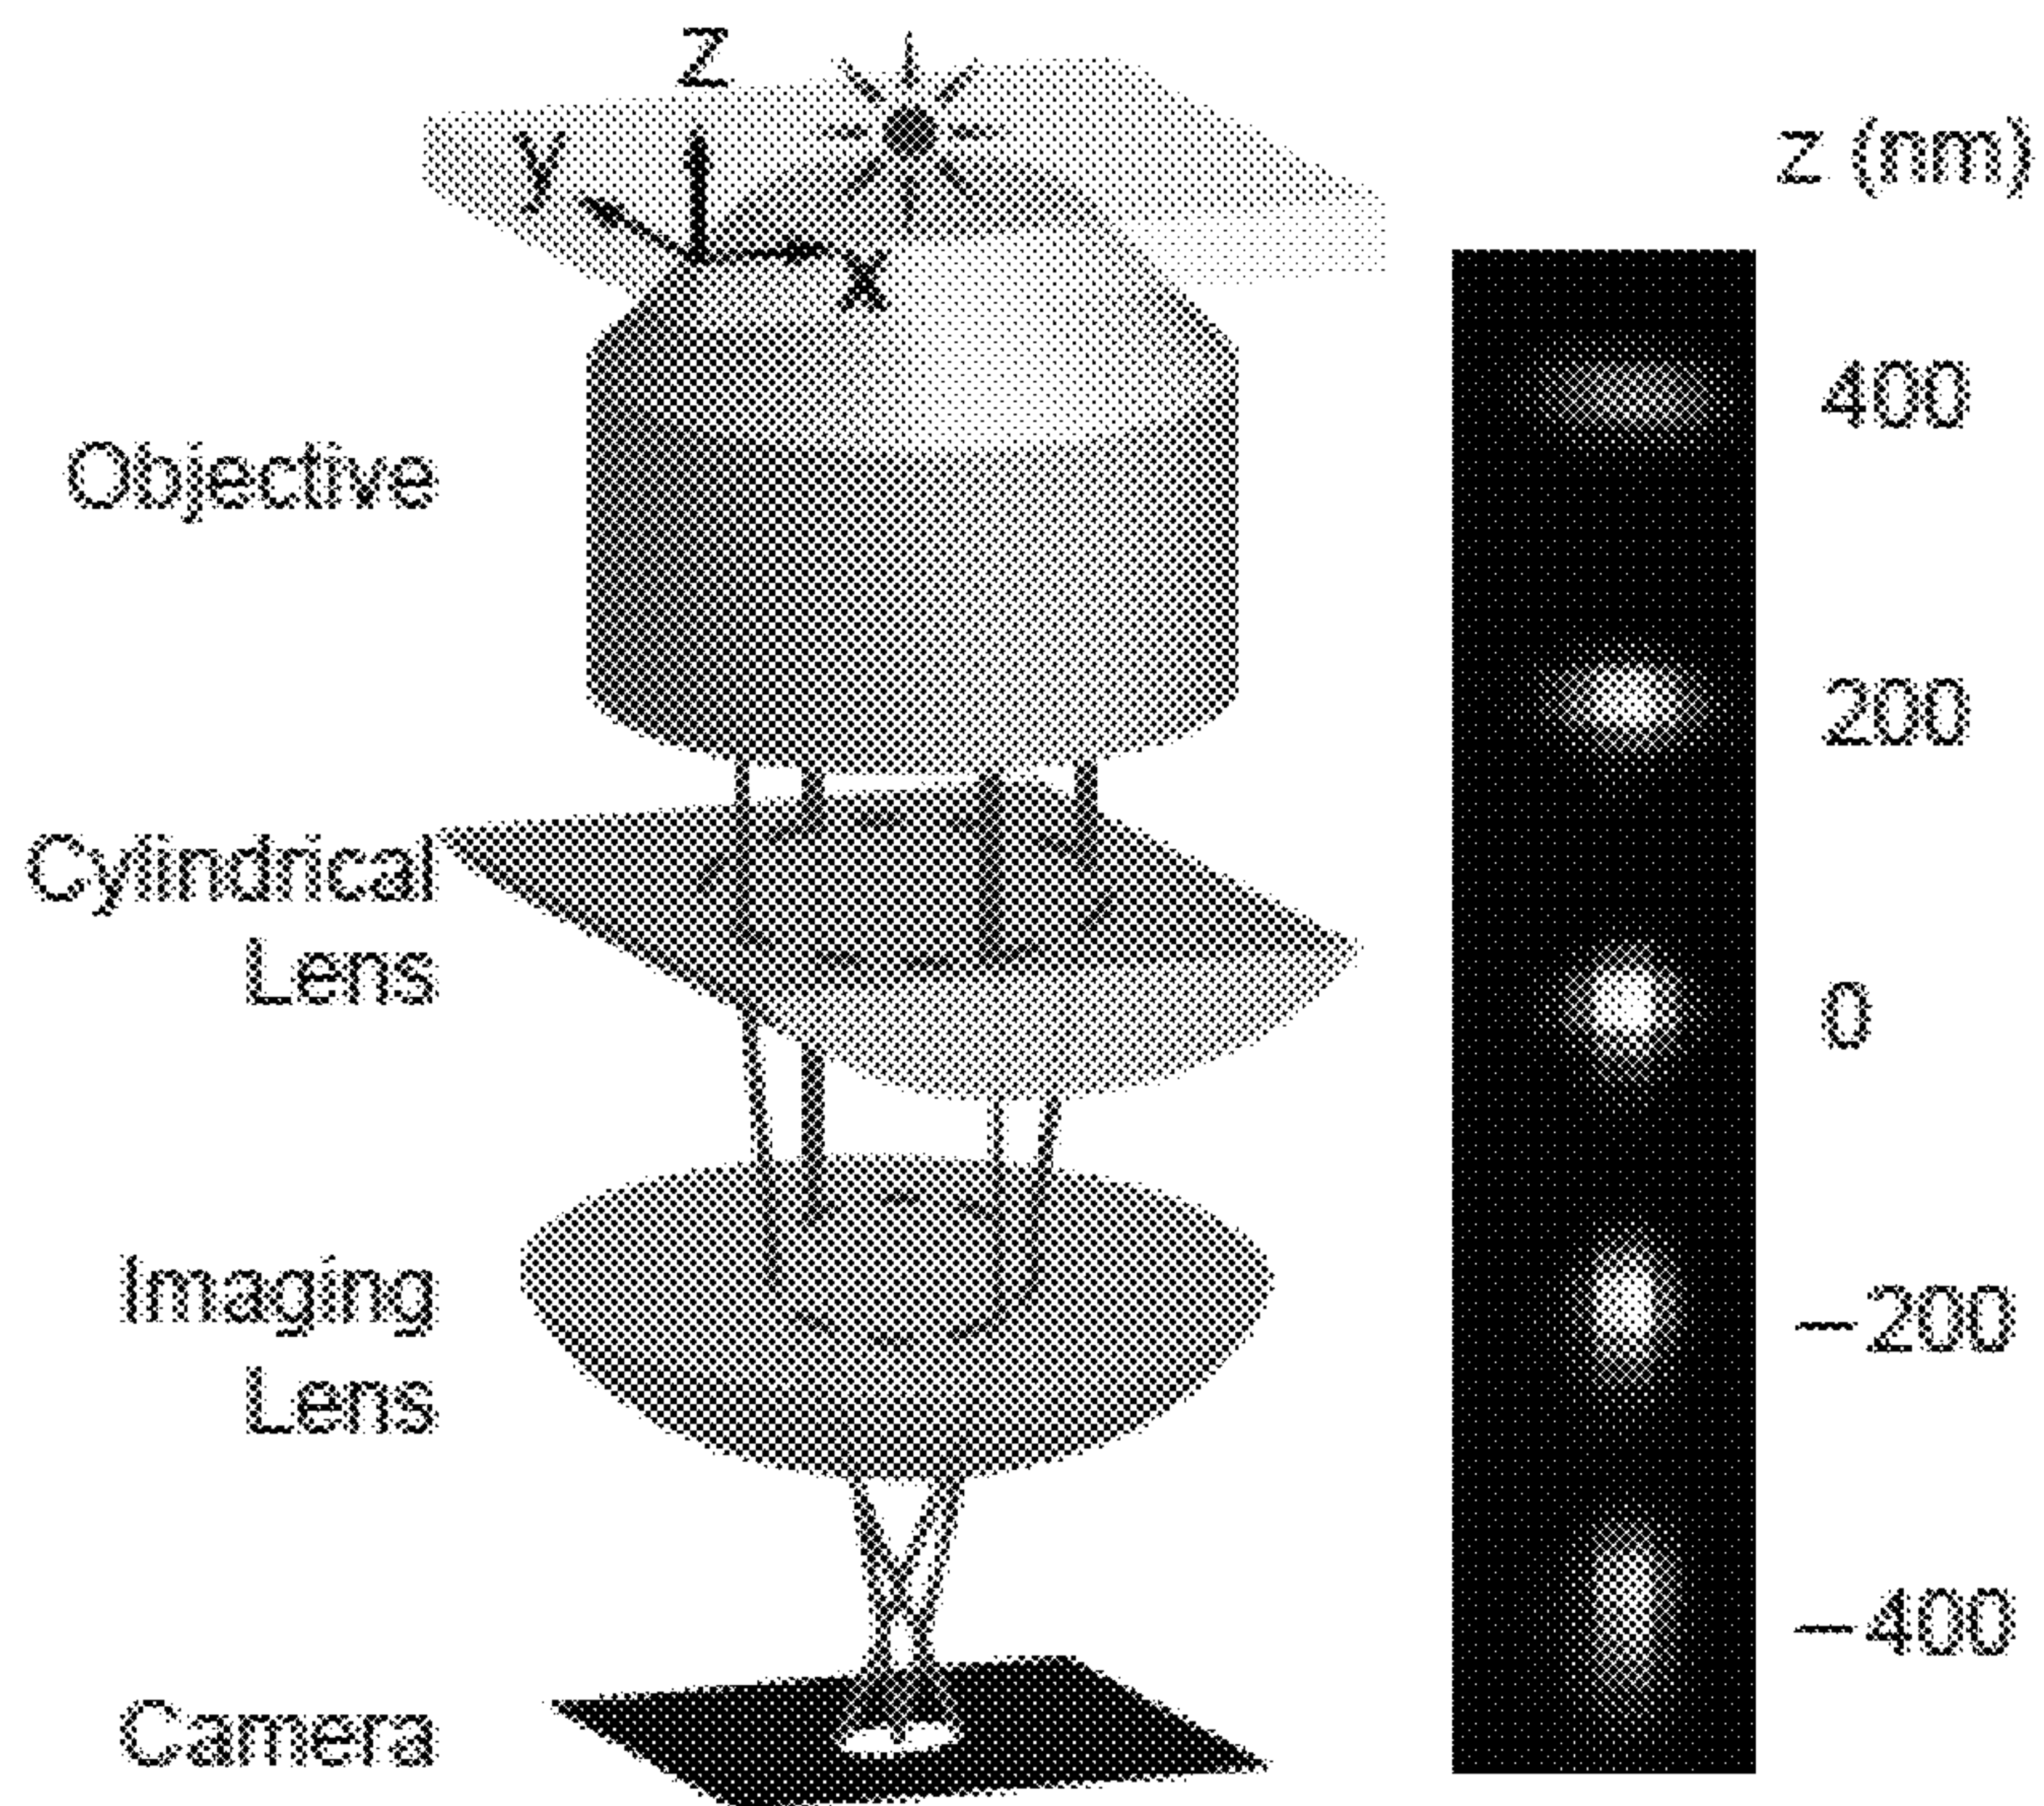 z
y
x
z (nm)
400
Objective
200
Cylindrical
Lens
0
Imaging
Lens
−200
−400
Camera